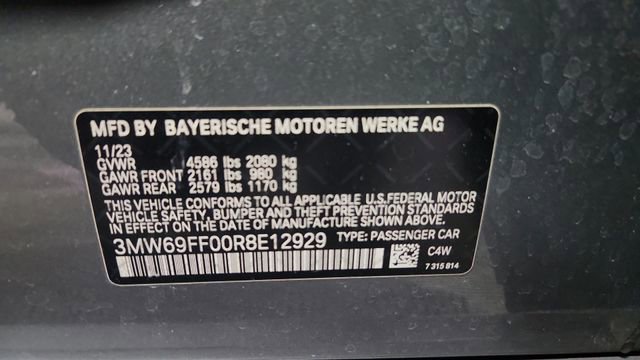 MFD BY BAYERISCHE MOTOREN WERKE AG
11/23
GVWR 4586 lbs 2080 kg
GAWR FRONT 2161 lbs 980 kg
GAWR REAR 2579 lbs 1170 kg
THIS VEHICLE CONFORMS TO ALL APPLICABLE U.S.FEDERAL MOTOR
VEHICLE SAFETY, BUMPER, AND THEFT PREVENTION STANDARDS
IN EFFECT ON THE DATE OF MANUFACTURE SHOWN ABOVE.
3MW69FF00R8E12929 TYPE: PASSENGER CAR
C4W
7 315 814